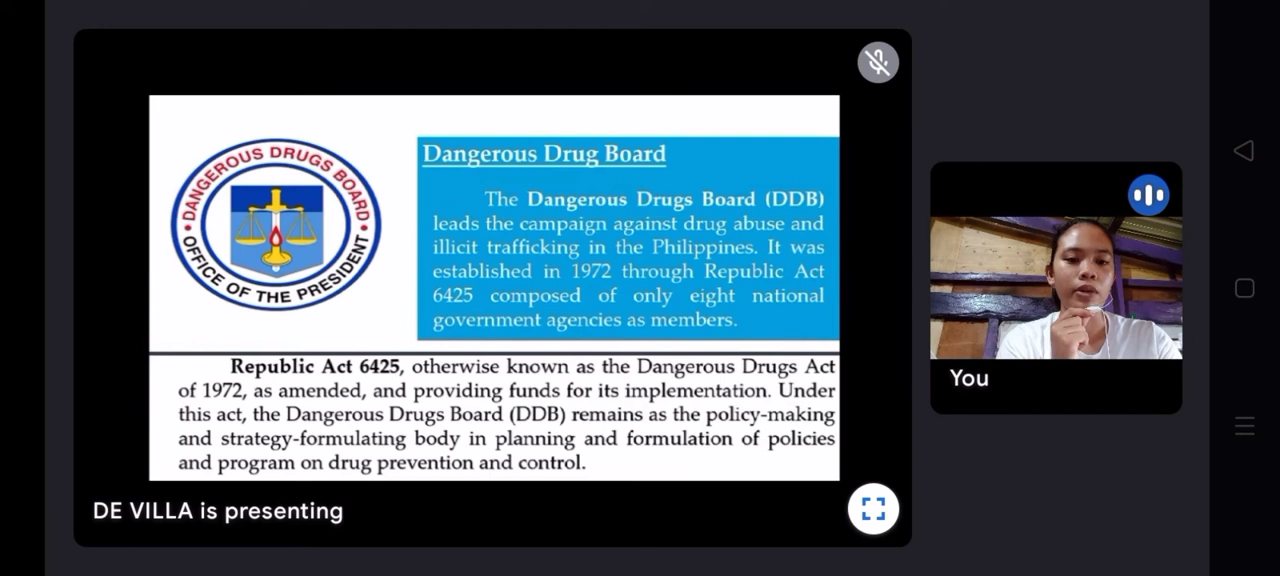 DANGEROUS DRUGS BOARD
OFFICE OF THE PRESIDENT
Dangerous Drug Board
The Dangerous Drugs Board (DDB)
leads the campaign against drug abuse and
illicit trafficking in the Philippines. It was
established in 1972 through Republic Act
6425 composed of only eight national
government agencies as members.
Republic Act 6425, otherwise known as the Dangerous Drugs Act
of 1972, as amended, and providing funds for its implementation. Under
this act, the Dangerous Drugs Board (DDB) remains as the policy-making
and strategy-formulating body in planning and formulation of policies
and program on drug prevention and control.
DE VILLA is presenting
You